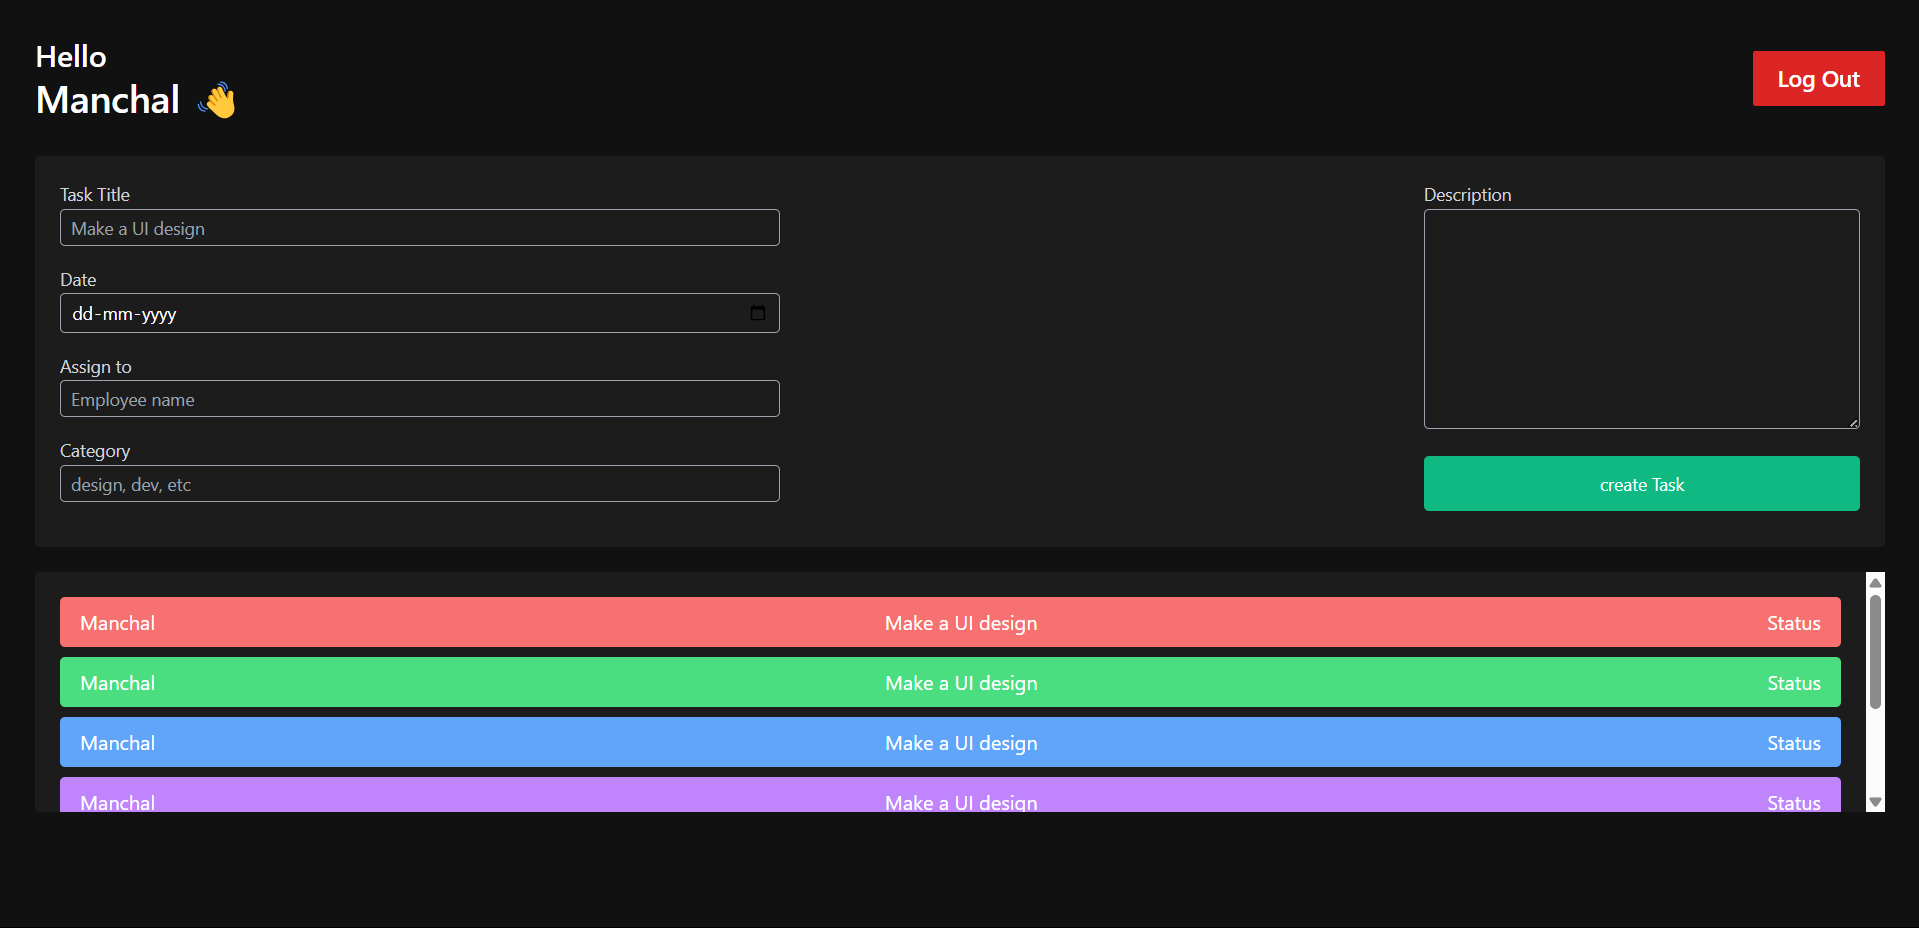 Hello
Manchal 👋
Log Out
Task Title
Make a UI design
Date
dd-mm-yyyy
Assign to
Employee name
Category
design, dev, etc
Description
create Task
Manchal Make a UI design Status
Manchal Make a UI design Status
Manchal Make a UI design Status
Manchal Make a UI design Status